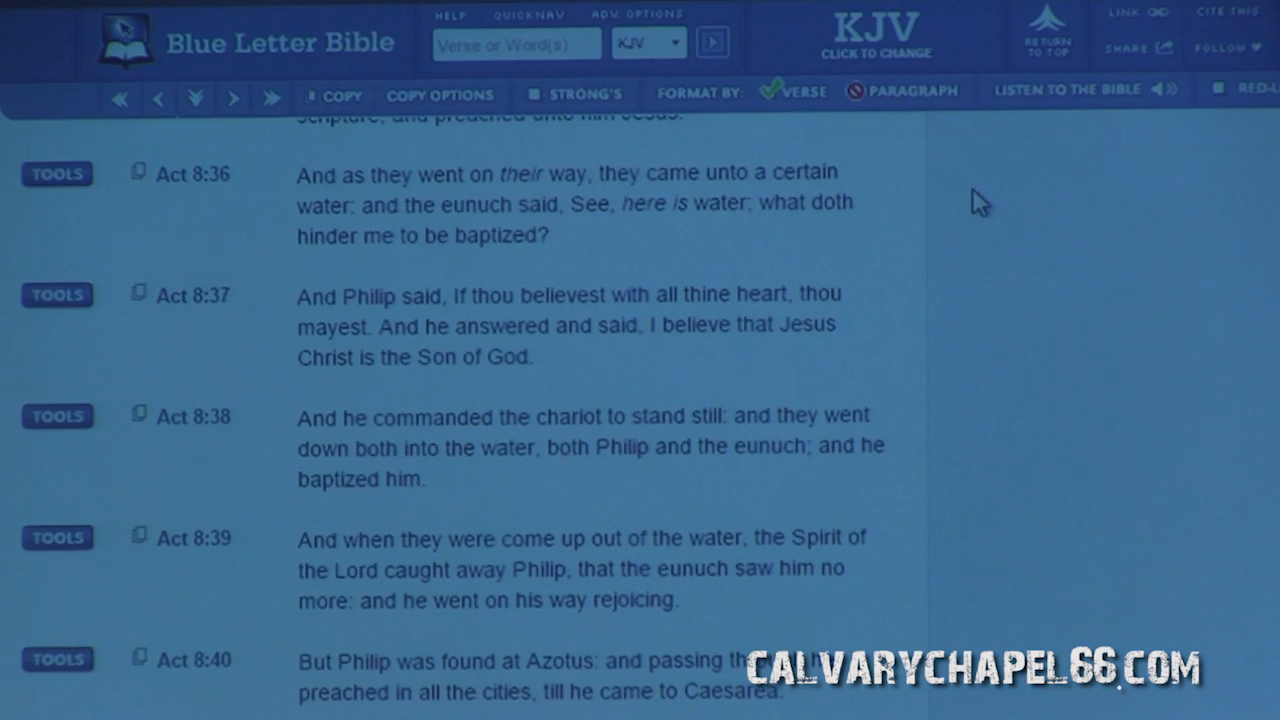 HELP QUICKNAV ADV. OPTIONS
Blue Letter Bible
Verse or Word(s) KJV
KJV
CLICK TO CHANGE
RETURN
TO TOP
LINK CITE THIS
SHARE FOLLOW
COPY COPY OPTIONS STRONG'S FORMAT BY: VERSE PARAGRAPH LISTEN TO THE BIBLE RED-L
scripture, and preached unto him Jesus.
TOOLS Act 8:36 And as they went on their way, they came unto a certain
water: and the eunuch said, See, here is water; what doth
hinder me to be baptized?
TOOLS Act 8:37 And Philip said, If thou believest with all thine heart, thou
mayest. And he answered and said, I believe that Jesus
Christ is the Son of God.
TOOLS Act 8:38 And he commanded the chariot to stand still: and they went
down both into the water, both Philip and the eunuch; and he
baptized him.
TOOLS Act 8:39 And when they were come up out of the water, the Spirit of
the Lord caught away Philip, that the eunuch saw him no
more: and he went on his way rejoicing.
TOOLS Act 8:40 But Philip was found at Azotus: and passing
preached in all the cities, till he came to Caesarea.
CALVARYCHAPEL66.COM